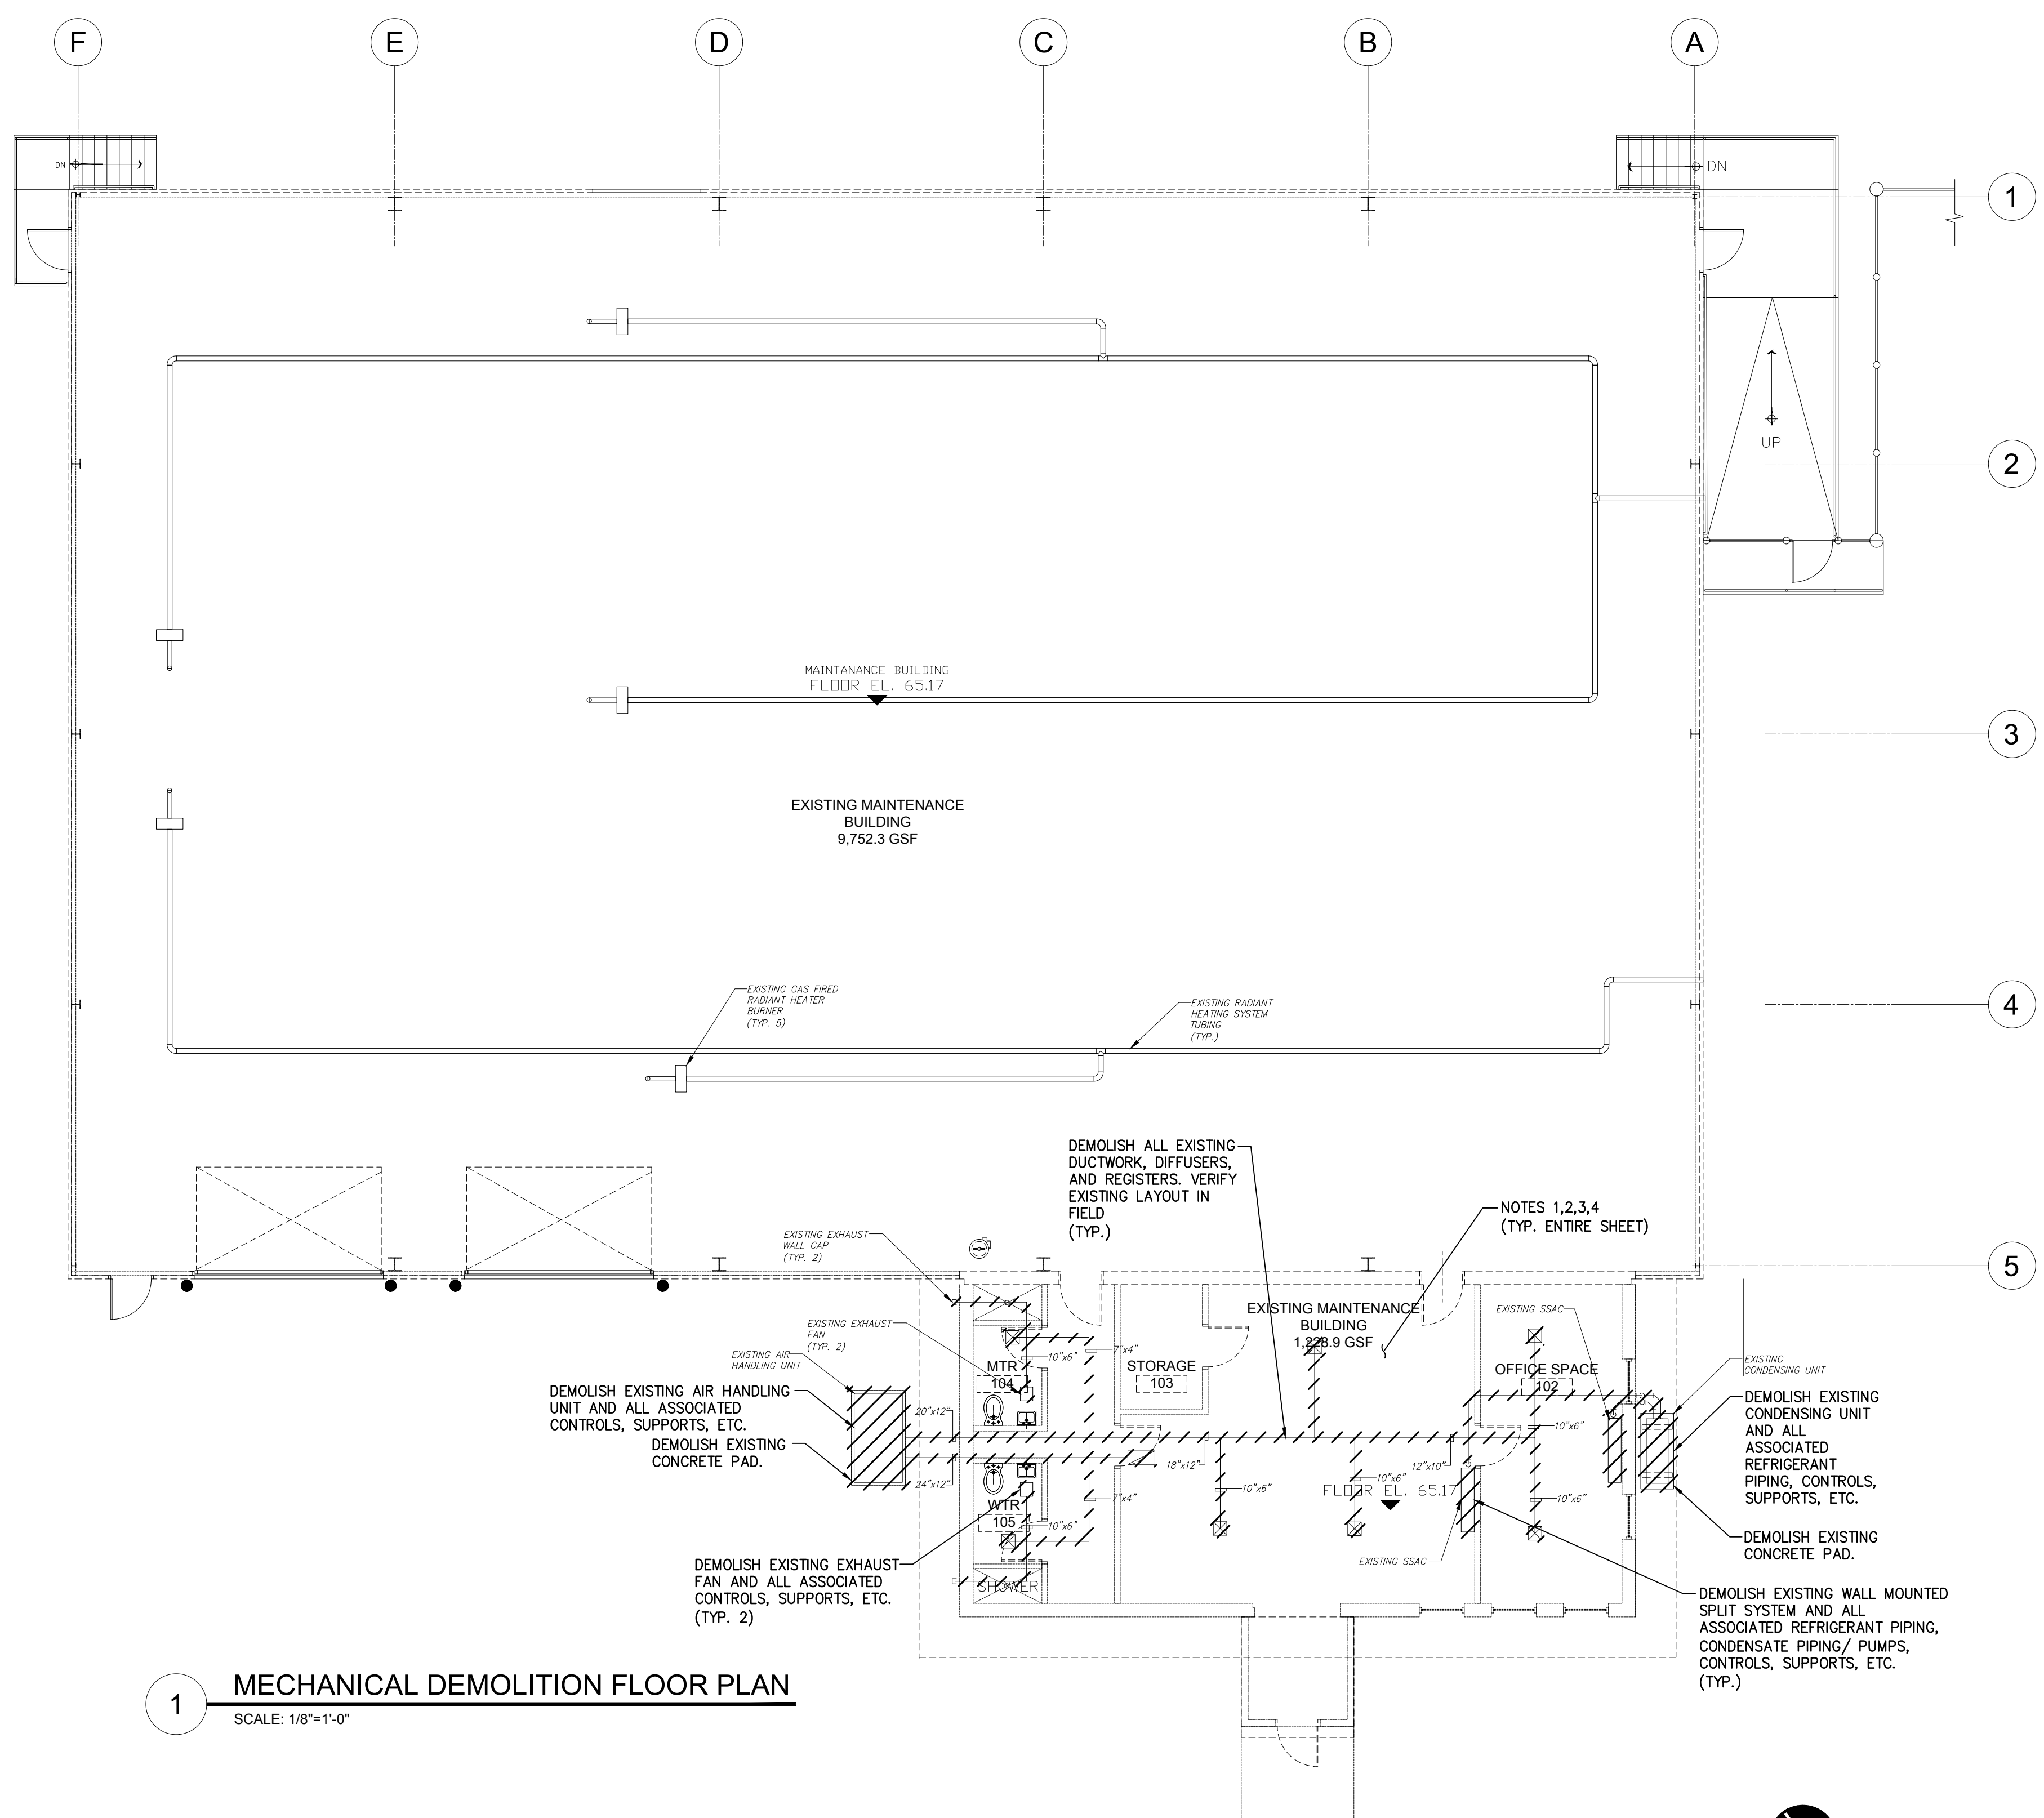 F
E
D
C
B
A
DN
DN
1
UP
2
MAINTANANCE BUILDING
FLOOR EL. 65.17
3
EXISTING MAINTENANCE
BUILDING
9,752.3 GSF
EXISTING GAS FIRED
RADIANT HEATER
BURNER
(TYP. 5)
EXISTING RADIANT
HEATING SYSTEM
TUBING
(TYP.)
4
DEMOLISH ALL EXISTING
DUCTWORK, DIFFUSERS,
AND REGISTERS. VERIFY
EXISTING LAYOUT IN
FIELD
(TYP.)
NOTES 1,2,3,4
(TYP. ENTIRE SHEET)
5
EXISTING EXHAUST
WALL CAP
(TYP. 2)
EXISTING EXHAUST
FAN
(TYP. 2)
EXISTING AIR
HANDLING UNIT
DEMOLISH EXISTING AIR HANDLING
UNIT AND ALL ASSOCIATED
CONTROLS, SUPPORTS, ETC.
DEMOLISH EXISTING
CONCRETE PAD.
20"x12"
24"x12"
10"x6"
7"x4"
MTR
104
STORAGE
103
EXISTING MAINTENANCE
BUILDING
1,228.9 GSF
EXISTING SSAC
OFFICE SPACE
102
EXISTING
CONDENSING UNIT
DEMOLISH EXISTING
CONDENSING UNIT
AND ALL
ASSOCIATED
REFRIGERANT
PIPING, CONTROLS,
SUPPORTS, ETC.
10"x6"
18"x12"
12"x10"
10"x6"
10"x6"
FLOOR EL. 65.17
10"x6"
7"x4"
WTR
105
10"x6"
SHOWER
EXISTING SSAC
DEMOLISH EXISTING
CONCRETE PAD.
DEMOLISH EXISTING EXHAUST
FAN AND ALL ASSOCIATED
CONTROLS, SUPPORTS, ETC.
(TYP. 2)
DEMOLISH EXISTING WALL MOUNTED
SPLIT SYSTEM AND ALL
ASSOCIATED REFRIGERANT PIPING,
CONDENSATE PIPING/ PUMPS,
CONTROLS, SUPPORTS, ETC.
(TYP.)
1
MECHANICAL DEMOLITION FLOOR PLAN
SCALE: 1/8"=1'-0"